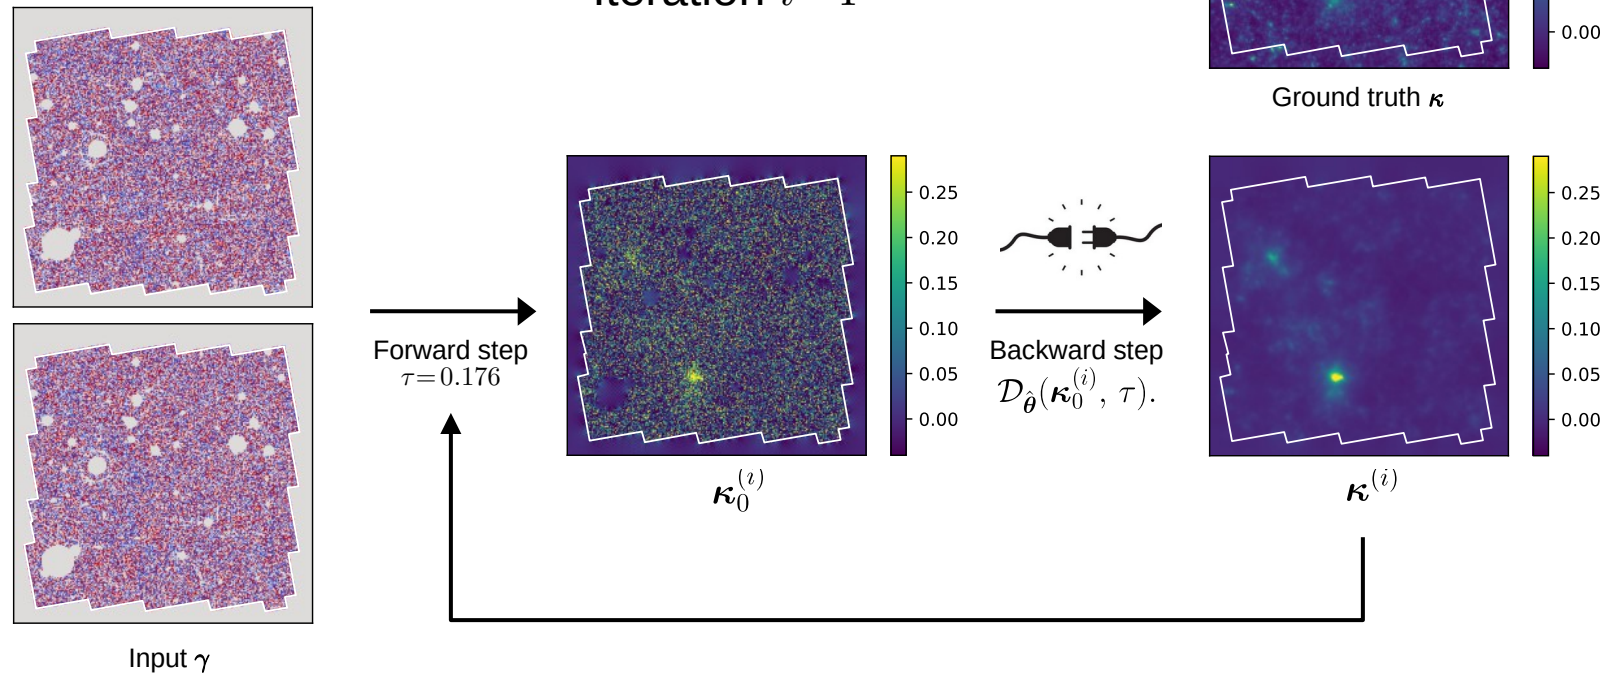 0.00
Ground truth κ
0.25
0.20
0.15
0.10
0.05
0.00
0.25
0.20
0.15
0.10
0.05
0.00
Forward step
τ=0.176
Backward step
𝒟_θ̂(κ₀⁽ⁱ⁾, τ).
κ₀⁽ⁱ⁾
κ⁽ⁱ⁾
Input γ